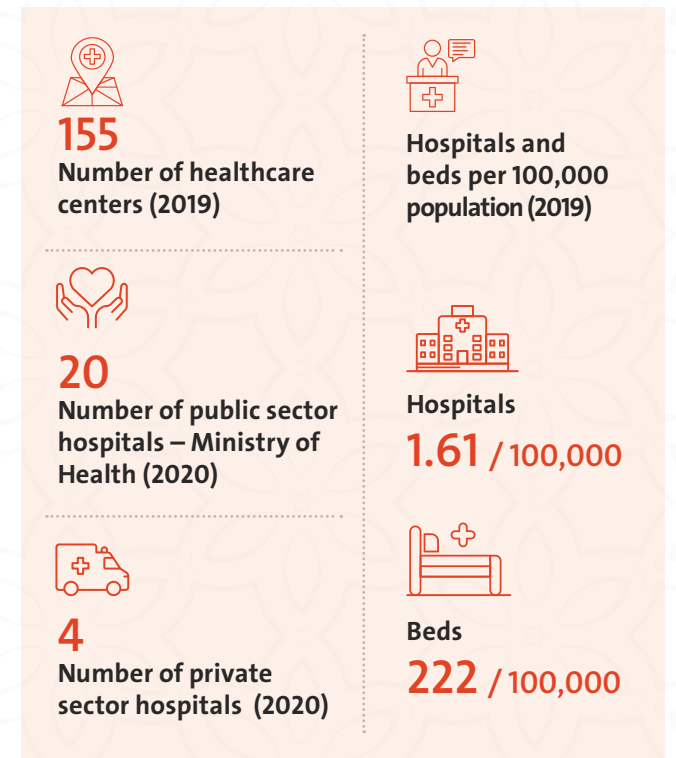 155
Number of healthcare
centers (2019)
20
Number of public sector
hospitals – Ministry of
Health (2020)
4
Number of private
sector hospitals (2020)
Hospitals and
beds per 100,000
population (2019)
Hospitals
1.61 / 100,000
Beds
222 / 100,000